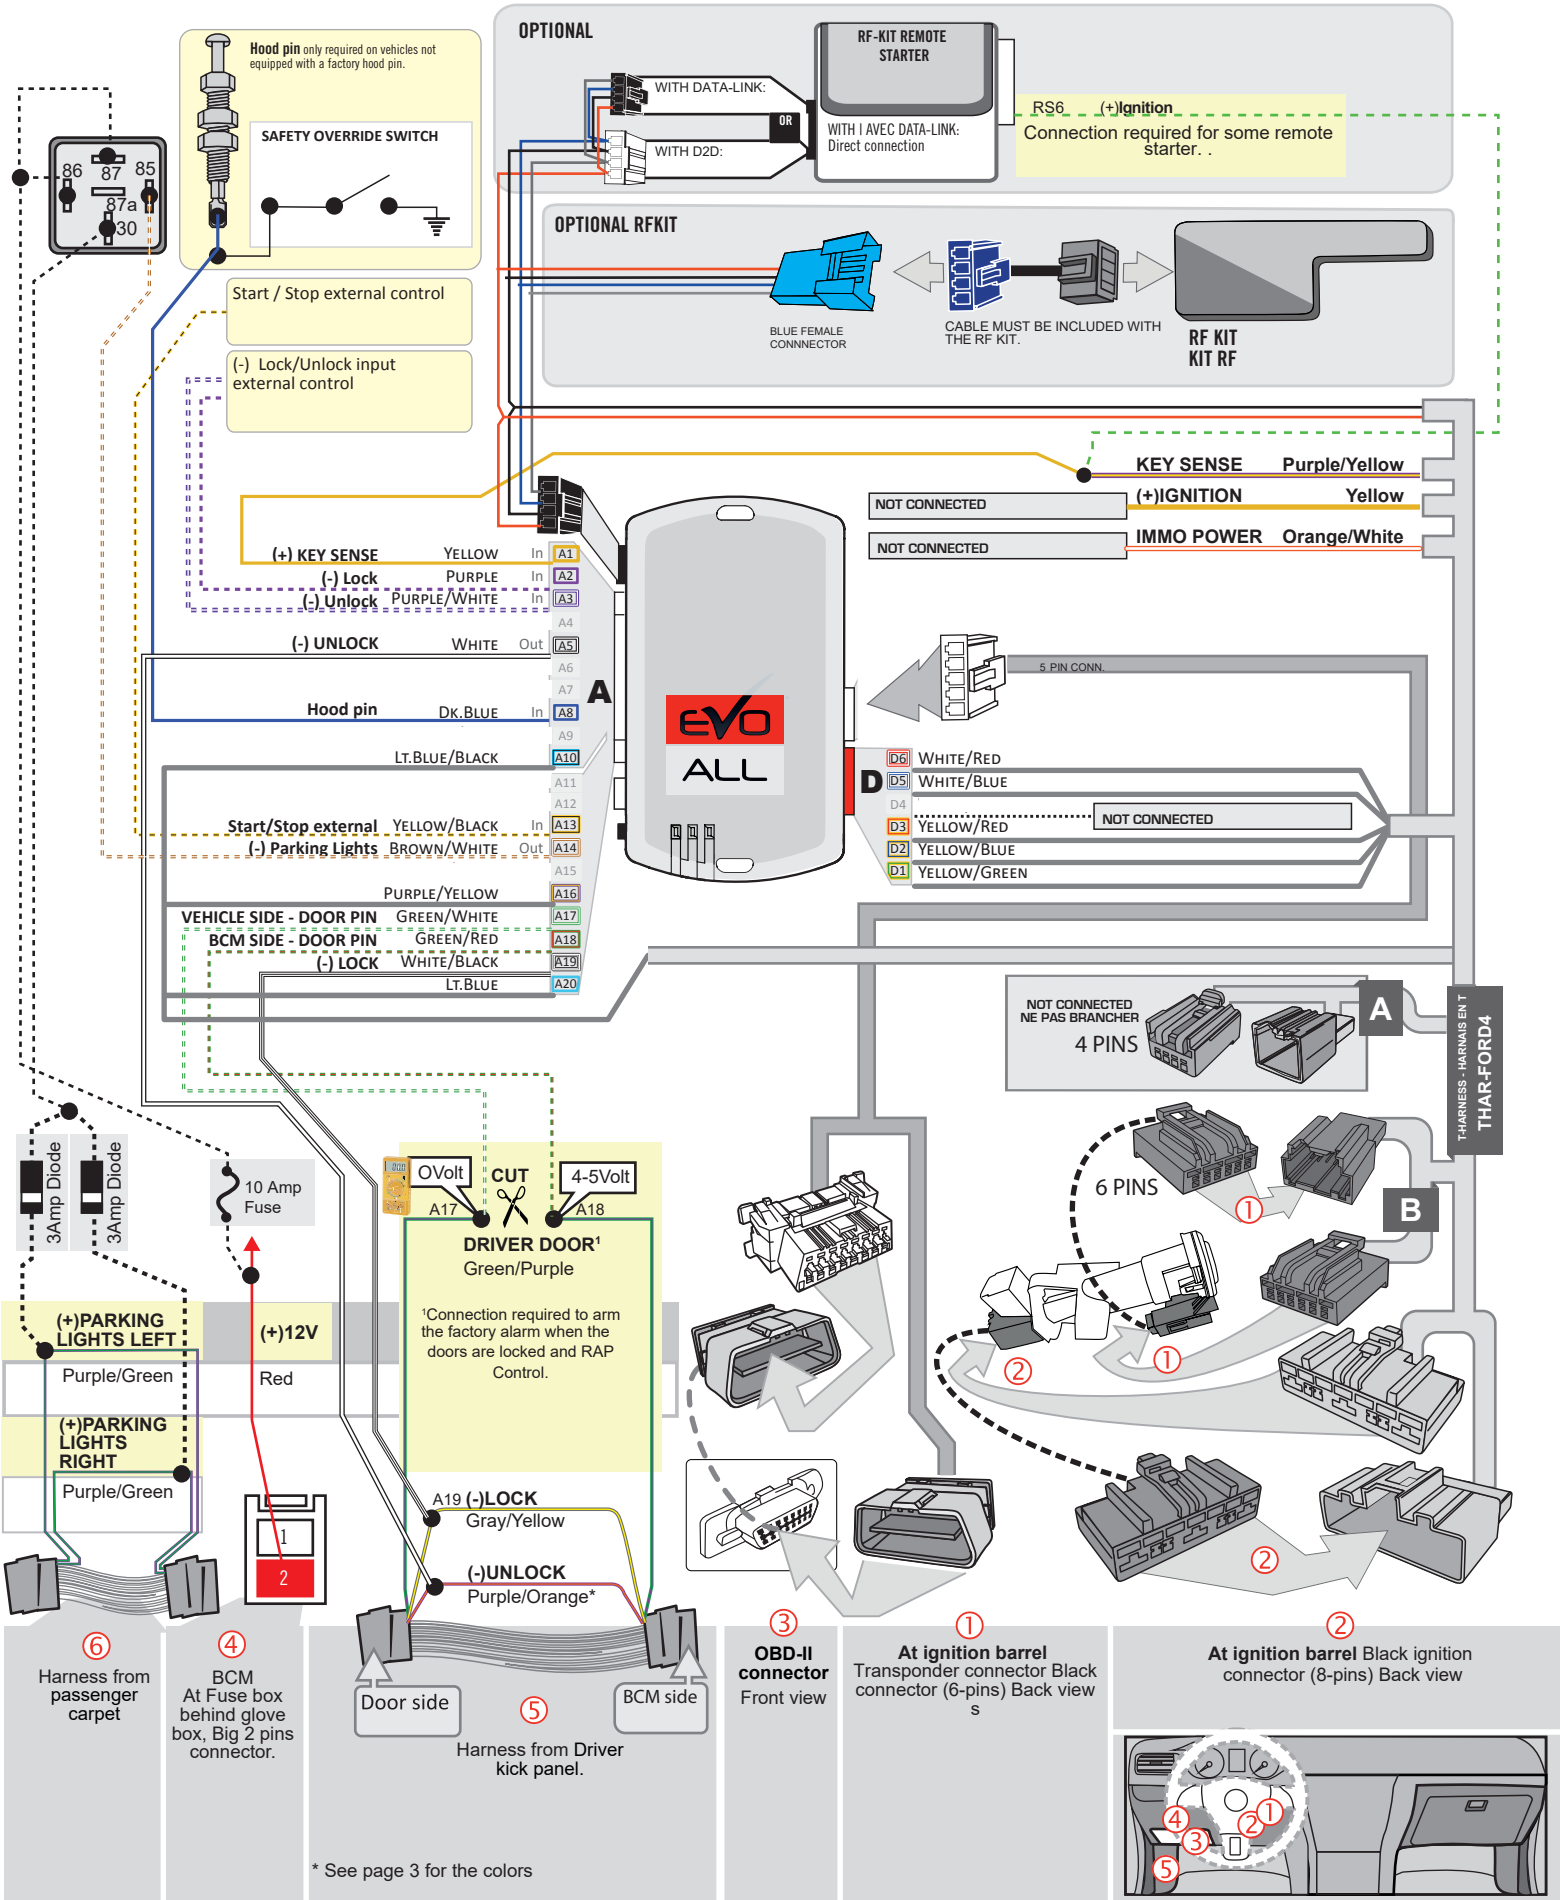 OPTIONAL
RF-KIT REMOTE
STARTER
WITH DATA-LINK:
OR
WITH D2D:
WITH I AVEC DATA-LINK:
Direct connection
RS6 (+)Ignition
Connection required for some remote
starter. .
Hood pin only required on vehicles not
equipped with a factory hood pin.
SAFETY OVERRIDE SWITCH
86
87
85
87a
30
OPTIONAL RFKIT
BLUE FEMALE
CONNNECTOR
CABLE MUST BE INCLUDED WITH
THE RF KIT.
RF KIT
KIT RF
Start / Stop external control
(-) Lock/Unlock input
external control
KEY SENSE Purple/Yellow
NOT CONNECTED
(+)IGNITION Yellow
NOT CONNECTED
IMMO POWER Orange/White
(+) KEY SENSE YELLOW In A1
(-) Lock PURPLE In A2
(-) Unlock PURPLE/WHITE In A3
A4
(-) UNLOCK WHITE Out A5
A6
A7
Hood pin DK.BLUE In A8
A9
LT.BLUE/BLACK A10
A11
A12
Start/Stop external YELLOW/BLACK In A13
(-) Parking Lights BROWN/WHITE Out A14
A15
PURPLE/YELLOW A16
VEHICLE SIDE - DOOR PIN GREEN/WHITE A17
BCM SIDE - DOOR PIN GREEN/RED A18
(-) LOCK WHITE/BLACK A19
LT.BLUE A20
A
EVO
ALL
5 PIN CONN.
D
D6 WHITE/RED
D5 WHITE/BLUE
D4
NOT CONNECTED
D3 YELLOW/RED
D2 YELLOW/BLUE
D1 YELLOW/GREEN
NOT CONNECTED
NE PAS BRANCHER
4 PINS
A
T-HARNESS - HARNAIS EN T
THAR-FORD4
6 PINS
1
B
2
1
2
3Amp Diode
3Amp Diode
10 Amp
Fuse
OVolt
CUT
4-5Volt
A17
A18
DRIVER DOOR¹
Green/Purple
¹Connection required to arm
the factory alarm when the
doors are locked and RAP
Control.
(+)PARKING
LIGHTS LEFT
Purple/Green
(+)PARKING
LIGHTS
RIGHT
Purple/Green
(+)12V
Red
1
2
A19 (-)LOCK
Gray/Yellow
(-)UNLOCK
Purple/Orange*
6
Harness from
passenger
carpet
4
BCM
At Fuse box
behind glove
box, Big 2 pins
connector.
Door side
5
BCM side
Harness from Driver
kick panel.
* See page 3 for the colors
3
OBD-II
connector
Front view
1
At ignition barrel
Transponder connector Black
connector (6-pins) Back view
s
2
At ignition barrel Black ignition
connector (8-pins) Back view
4
3
2
1
5